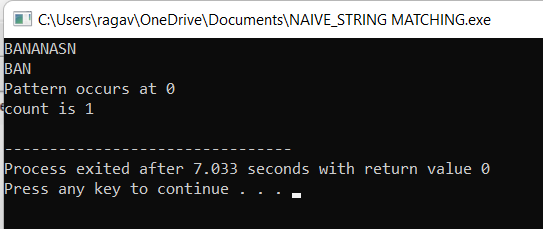 C:\Users\ragav\OneDrive\Documents\NAIVE_STRING MATCHING.exe
BANANASN
BAN
Pattern occurs at 0
count is 1
--------------------------------
Process exited after 7.033 seconds with return value 0
Press any key to continue . . .